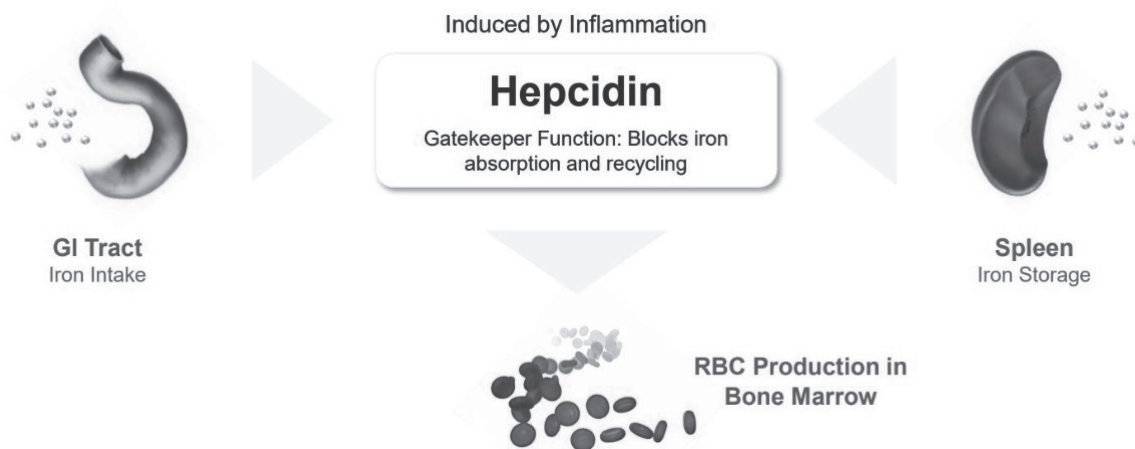 Induced by Inflammation
Hepcidin
Gatekeeper Function: Blocks iron
absorption and recycling
GI Tract
Iron Intake
Spleen
Iron Storage
RBC Production in
Bone Marrow